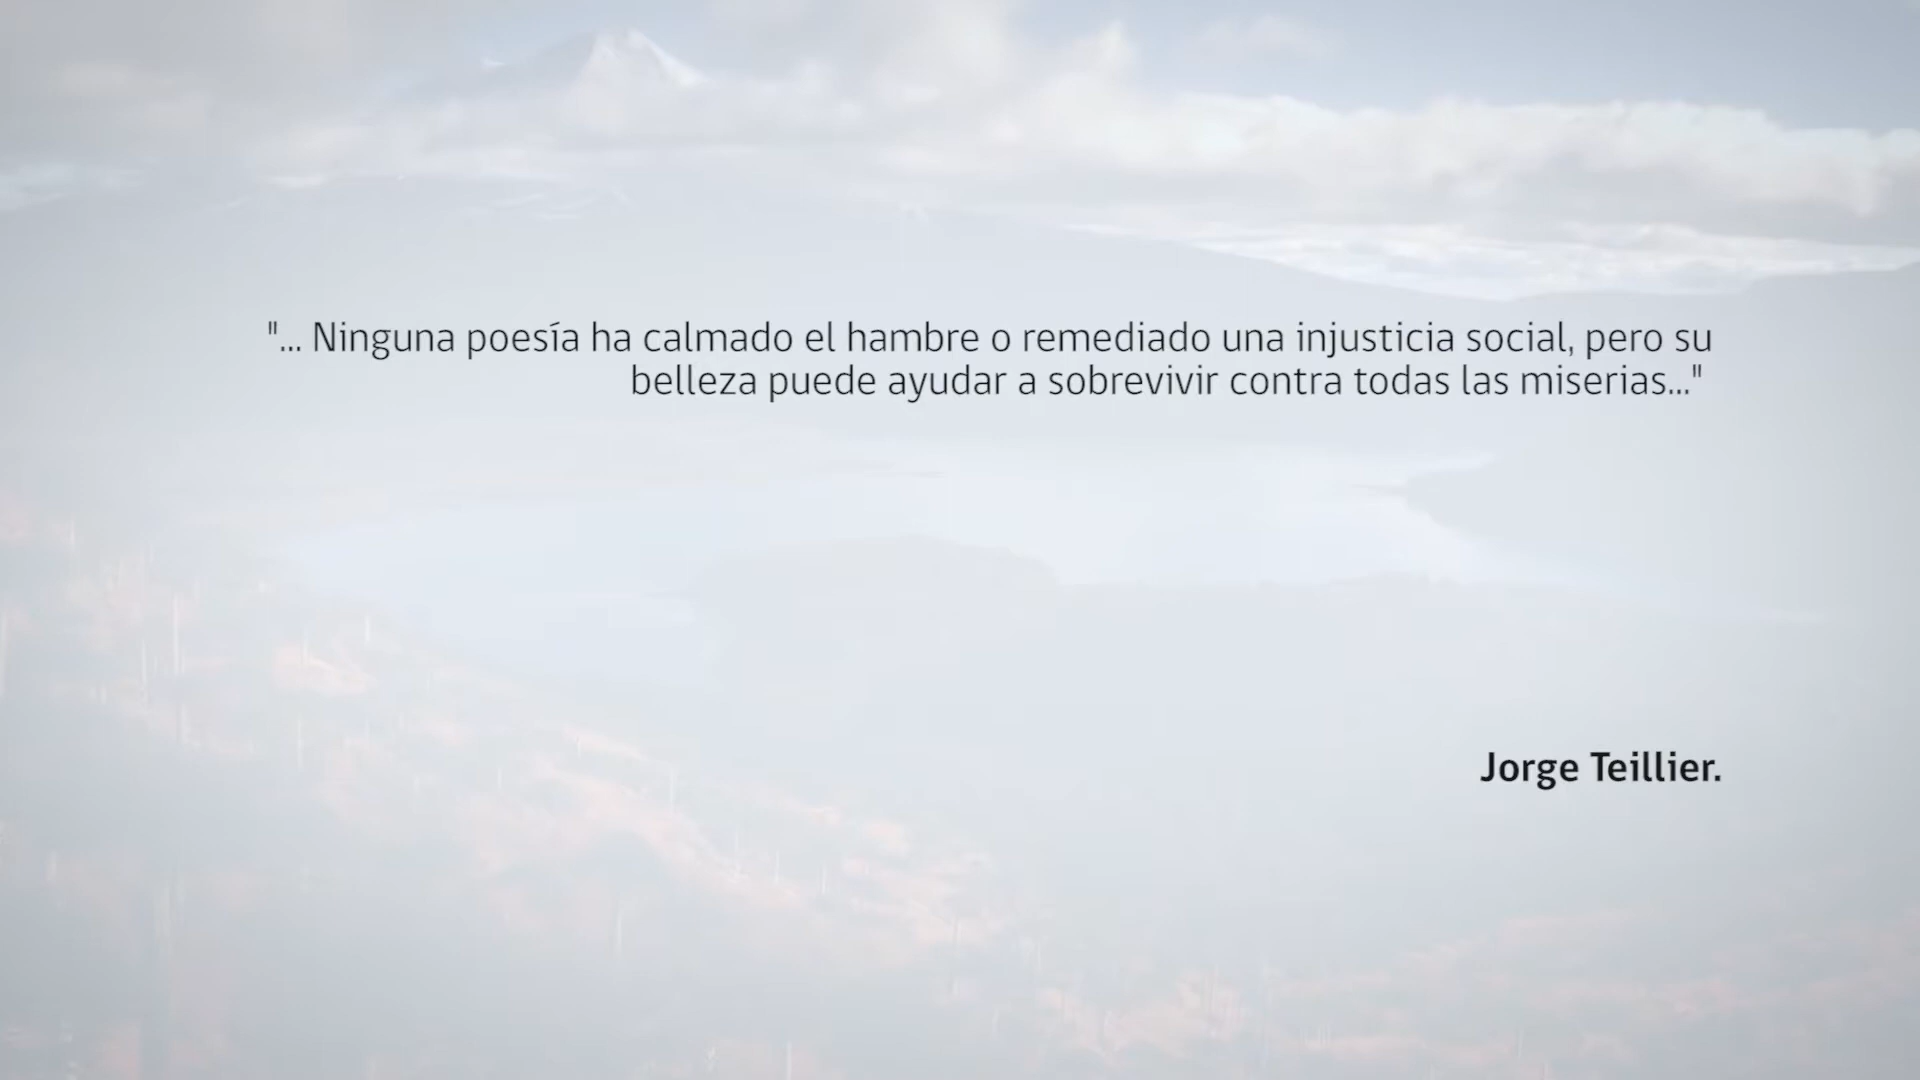 "... Ninguna poesía ha calmado el hambre o remediado una injusticia social, pero su
belleza puede ayudar a sobrevivir contra todas las miserias..."
Jorge Teillier.